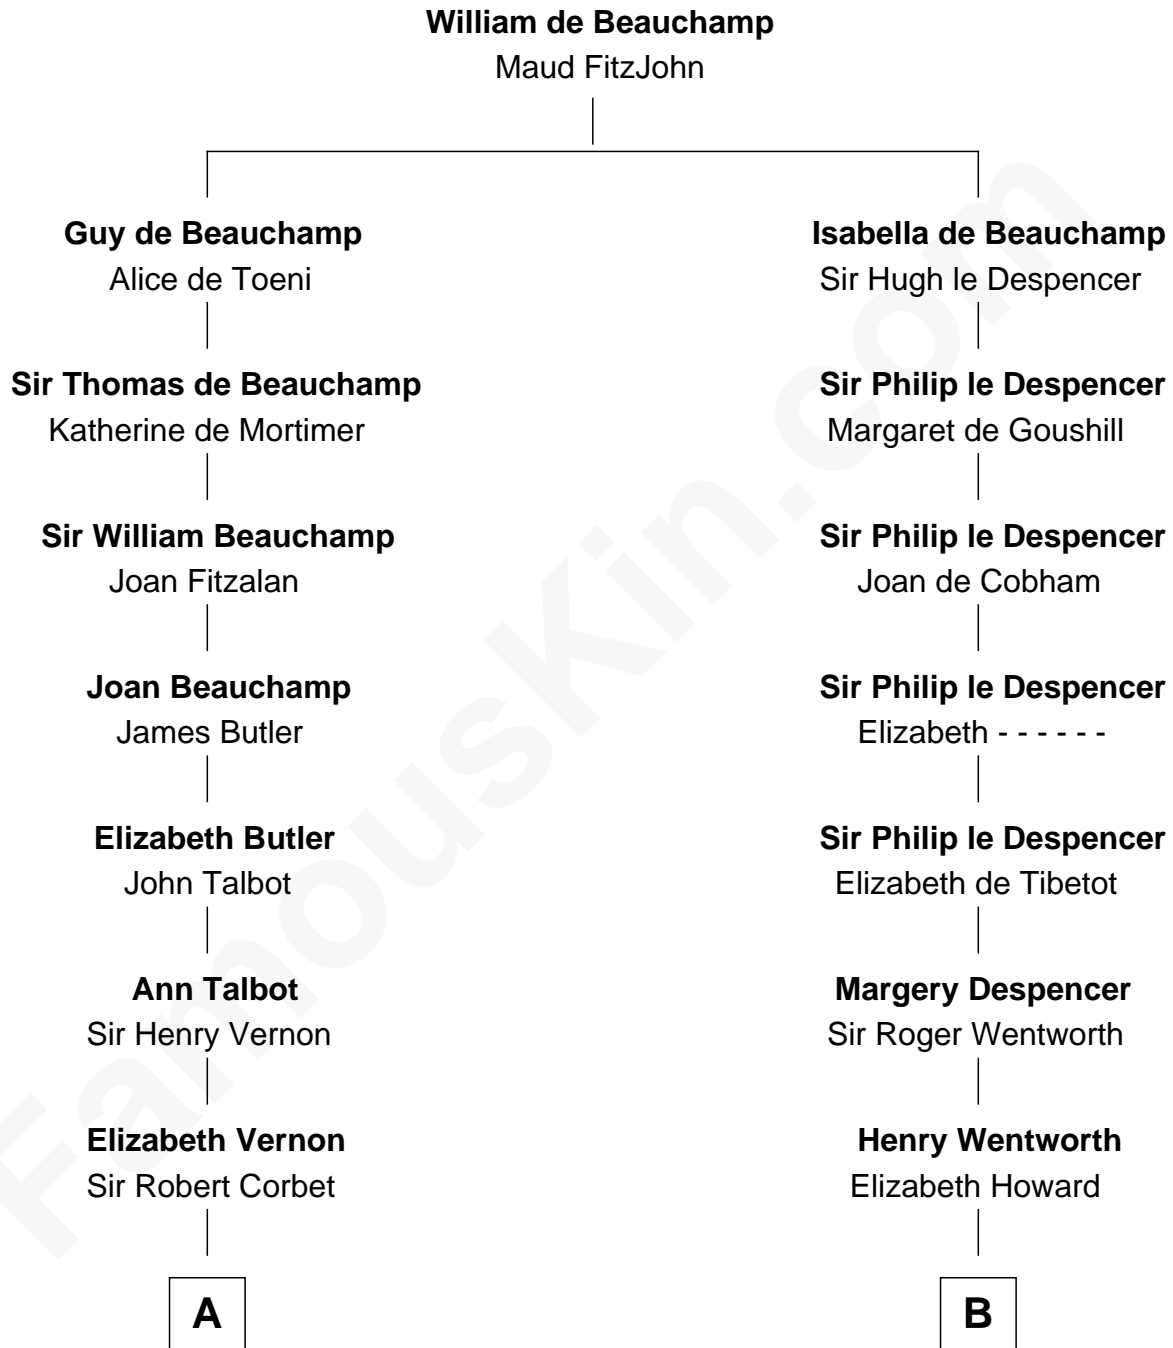 William de Beauchamp
Maud FitzJohn
Guy de Beauchamp
Alice de Toeni
Isabella de Beauchamp
Sir Hugh le Despencer
Sir Thomas de Beauchamp
Katherine de Mortimer
Sir Philip le Despencer
Margaret de Goushill
Sir William Beauchamp
Joan Fitzalan
Sir Philip le Despencer
Joan de Cobham
Joan Beauchamp
James Butler
Sir Philip le Despencer
Elizabeth - - - - - -
Elizabeth Butler
John Talbot
Sir Philip le Despencer
Elizabeth de Tibetot
Ann Talbot
Sir Henry Vernon
Margery Despencer
Sir Roger Wentworth
Elizabeth Vernon
Sir Robert Corbet
Henry Wentworth
Elizabeth Howard
A
B
FamousKin.com